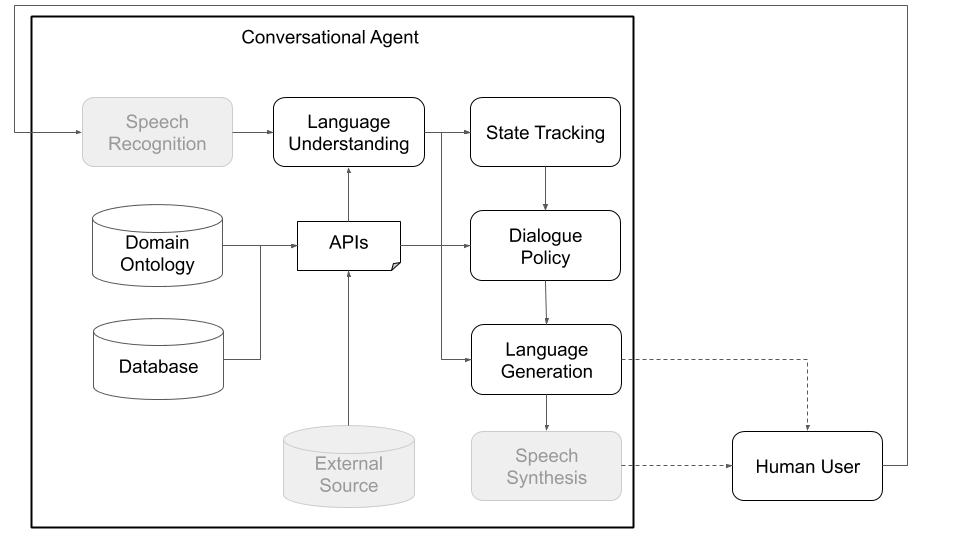 Conversational Agent
Speech
Recognition
Language
Understanding
State Tracking
Domain
Ontology
APIs
Dialogue
Policy
Database
Language
Generation
External
Source
Speech
Synthesis
Human User